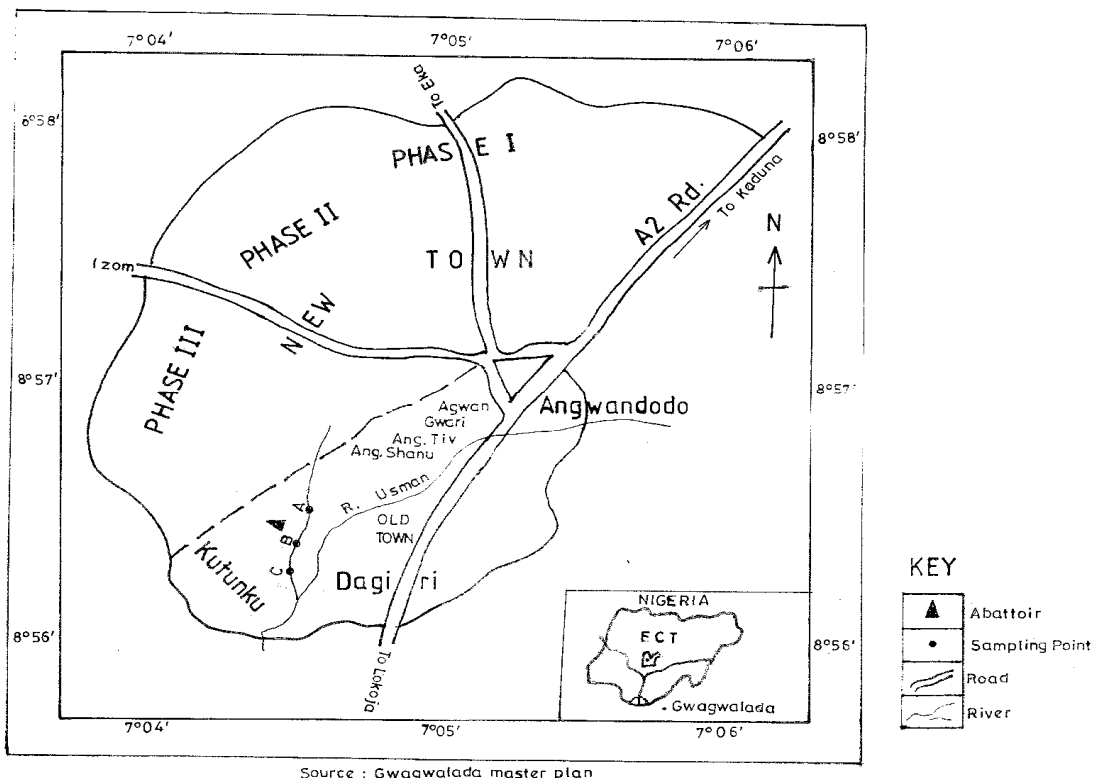 7°04'
7°05'
7°06'
8°58'
8°58'
To Eka
PHASE I
PHASE II
A2 Rd.
To Kaduna
N
TOWN
Izom
NEW
PHASE III
8°57'
8°57'
Agwan
Gwari
Angwandodo
Ang. Tiv
Ang. Shanu
R. Usman
A
B
C
OLD
TOWN
Kutunku
Dagiri
8°56'
8°56'
To Lokoja
NIGERIA
FCT
.Gwagwalada
KEY
Abattoir
Sampling Point
Road
River
7°04'
7°05'
7°06'
Source : Gwagwalada master plan